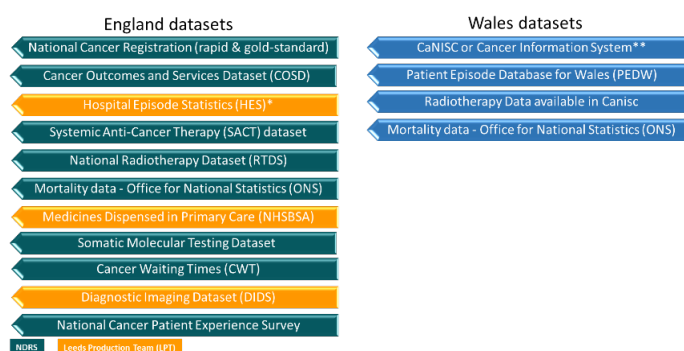 England datasets
National Cancer Registration (rapid & gold-standard)
Cancer Outcomes and Services Dataset (COSD)
Hospital Episode Statistics (HES)*
Systemic Anti-Cancer Therapy (SACT) dataset
National Radiotherapy Dataset (RTDS)
Mortality data - Office for National Statistics (ONS)
Medicines Dispensed in Primary Care (NHSBSA)
Somatic Molecular Testing Dataset
Cancer Waiting Times (CWT)
Diagnostic Imaging Dataset (DIDS)
National Cancer Patient Experience Survey
NDRS
Leeds Production Team (LPT)
Wales datasets
CaNISC or Cancer Information System**
Patient Episode Database for Wales (PEDW)
Radiotherapy Data available in Canisc
Mortality data - Office for National Statistics (ONS)